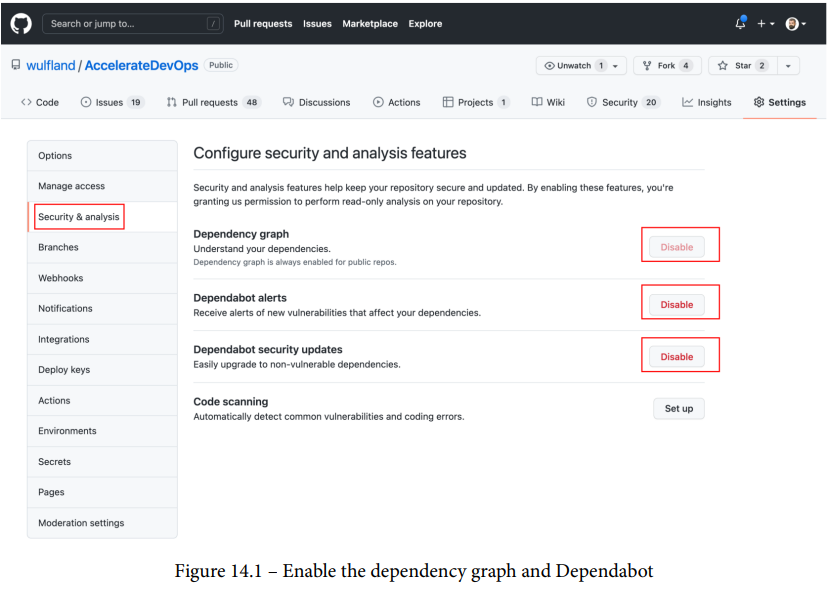 Search or jump to... /
Pull requests Issues Marketplace Explore
wulfland / AccelerateDevOps Public
Unwatch 1 Fork 4 Star 2
Code Issues 19 Pull requests 48 Discussions Actions Projects 1 Wiki Security 20 Insights Settings
Options
Manage access
Security & analysis
Branches
Webhooks
Notifications
Integrations
Deploy keys
Actions
Environments
Secrets
Pages
Moderation settings
Configure security and analysis features
Security and analysis features help keep your repository secure and updated. By enabling these features, you're
granting us permission to perform read-only analysis on your repository.
Dependency graph
Understand your dependencies.
Dependency graph is always enabled for public repos.
Disable
Dependabot alerts
Receive alerts of new vulnerabilities that affect your dependencies.
Disable
Dependabot security updates
Easily upgrade to non-vulnerable dependencies.
Disable
Code scanning
Automatically detect common vulnerabilities and coding errors.
Set up
Figure 14.1 – Enable the dependency graph and Dependabot